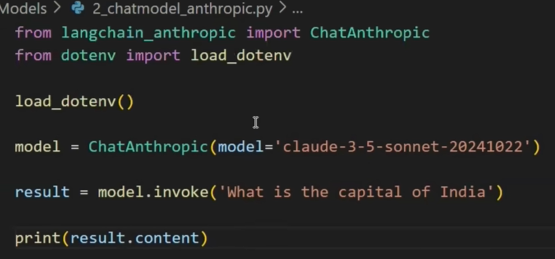 Models > 2_chatmodel_anthropic.py > ...
from langchain_anthropic import ChatAnthropic
from dotenv import load_dotenv
load_dotenv()
model = ChatAnthropic(model='claude-3-5-sonnet-20241022')
result = model.invoke('What is the capital of India')
print(result.content)